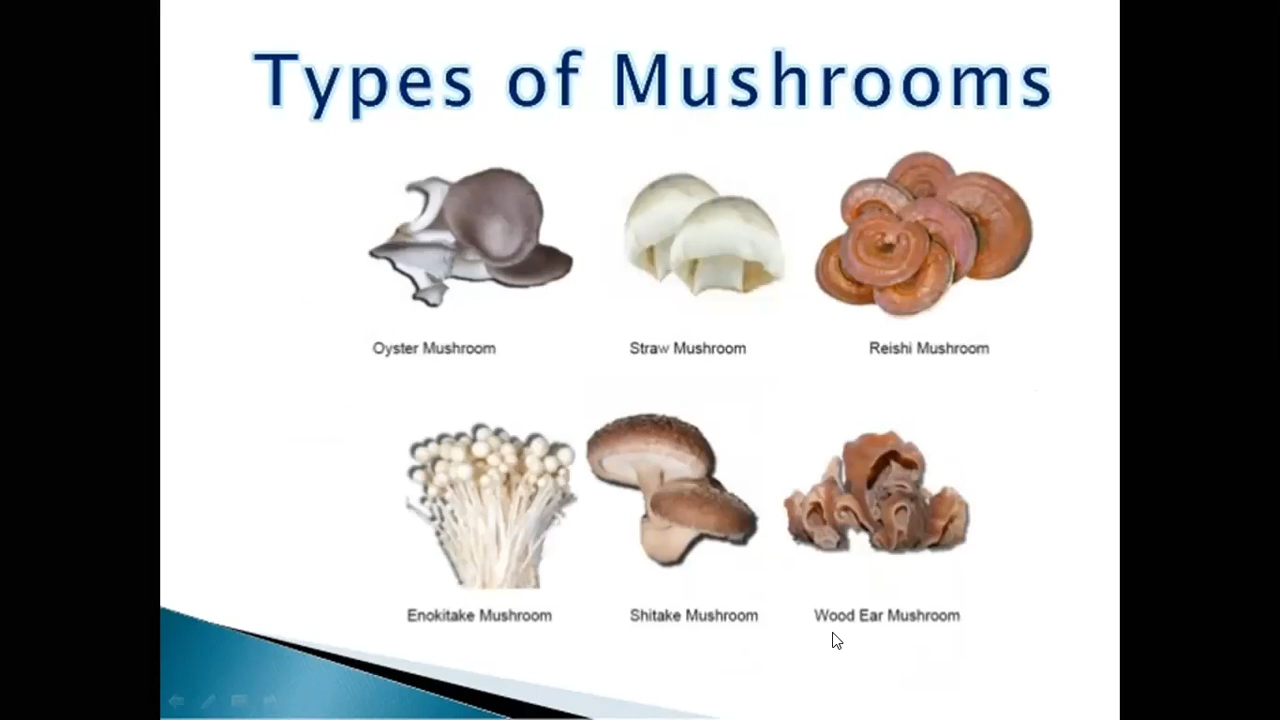 Types of Mushrooms
Oyster Mushroom
Straw Mushroom
Reishi Mushroom
Enokitake Mushroom
Shitake Mushroom
Wood Ear Mushroom